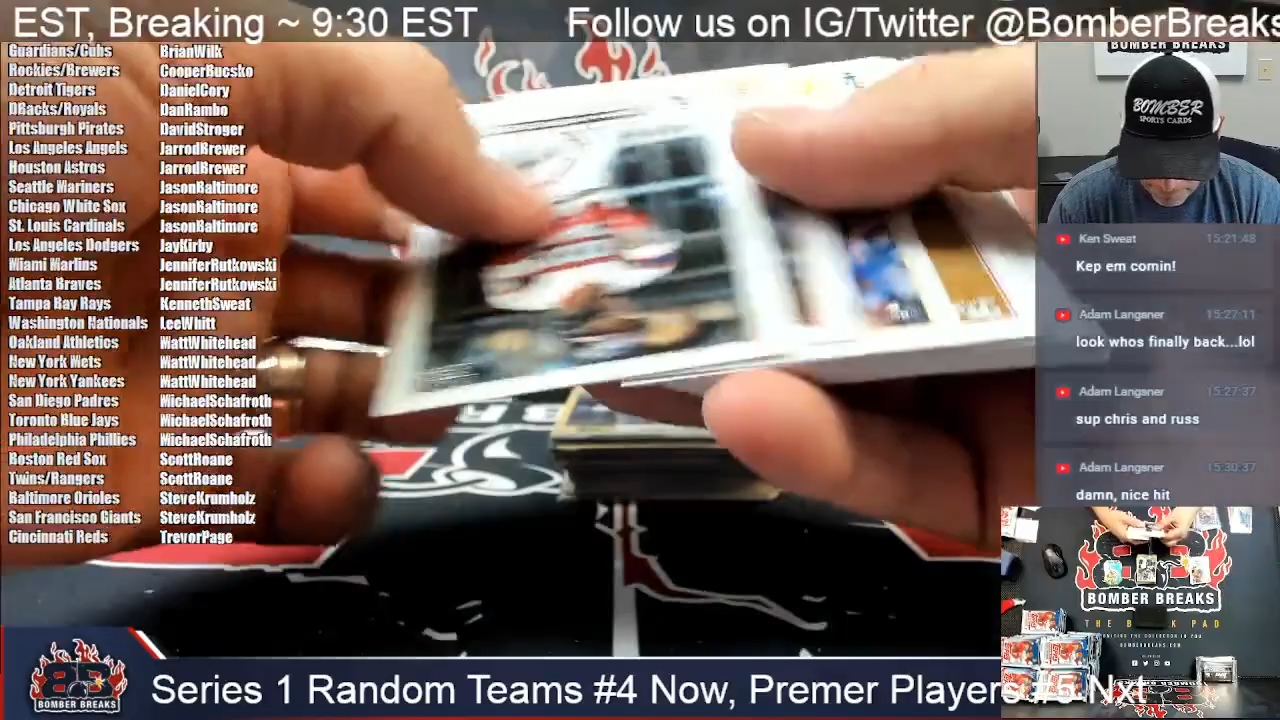 EST, Breaking ~ 9:30 EST Follow us on IG/Twitter @BomberBreaks
Guardians/Cubs BrianWilk
Rockies/Brewers CooperBucsko
Detroit Tigers DanielCory
DBacks/Royals DanRambo
Pittsburgh Pirates DavidStroger
Los Angeles Angels JarrodBrewer
Houston Astros JarrodBrewer
Seattle Mariners JasonBaltimore
Chicago White Sox JasonBaltimore
St. Louis Cardinals JasonBaltimore
Los Angeles Dodgers JayKirby
Miami Marlins JenniferRutkowski
Atlanta Braves JenniferRutkowski
Tampa Bay Rays KennethSweat
Washington Nationals LeeWhitt
Oakland Athletics WattWhitehead
New York Mets WattWhitehead
New York Yankees WattWhitehead
San Diego Padres MichaelSchafroth
Toronto Blue Jays MichaelSchafroth
Philadelphia Phillies MichaelSchafroth
Boston Red Sox ScottRoane
Twins/Rangers ScottRoane
Baltimore Orioles SteveKrumholz
San Francisco Giants SteveKrumholz
Cincinnati Reds TrevorPage
BOMBER BREAKS
BOMBER
SPORTS CARDS
Ken Sweat 15:21:48
Kep em comin!
Adam Langsner 15:27:11
look whos finally back...lol
Adam Langsner 15:27:37
sup chris and russ
Adam Langsner 15:30:37
damn, nice hit
BOMBER BREAKS
BOMBERBREAKS.COM
BOMBER BREAKS
Series 1 Random Teams #4 Now, Premer Players Nxt